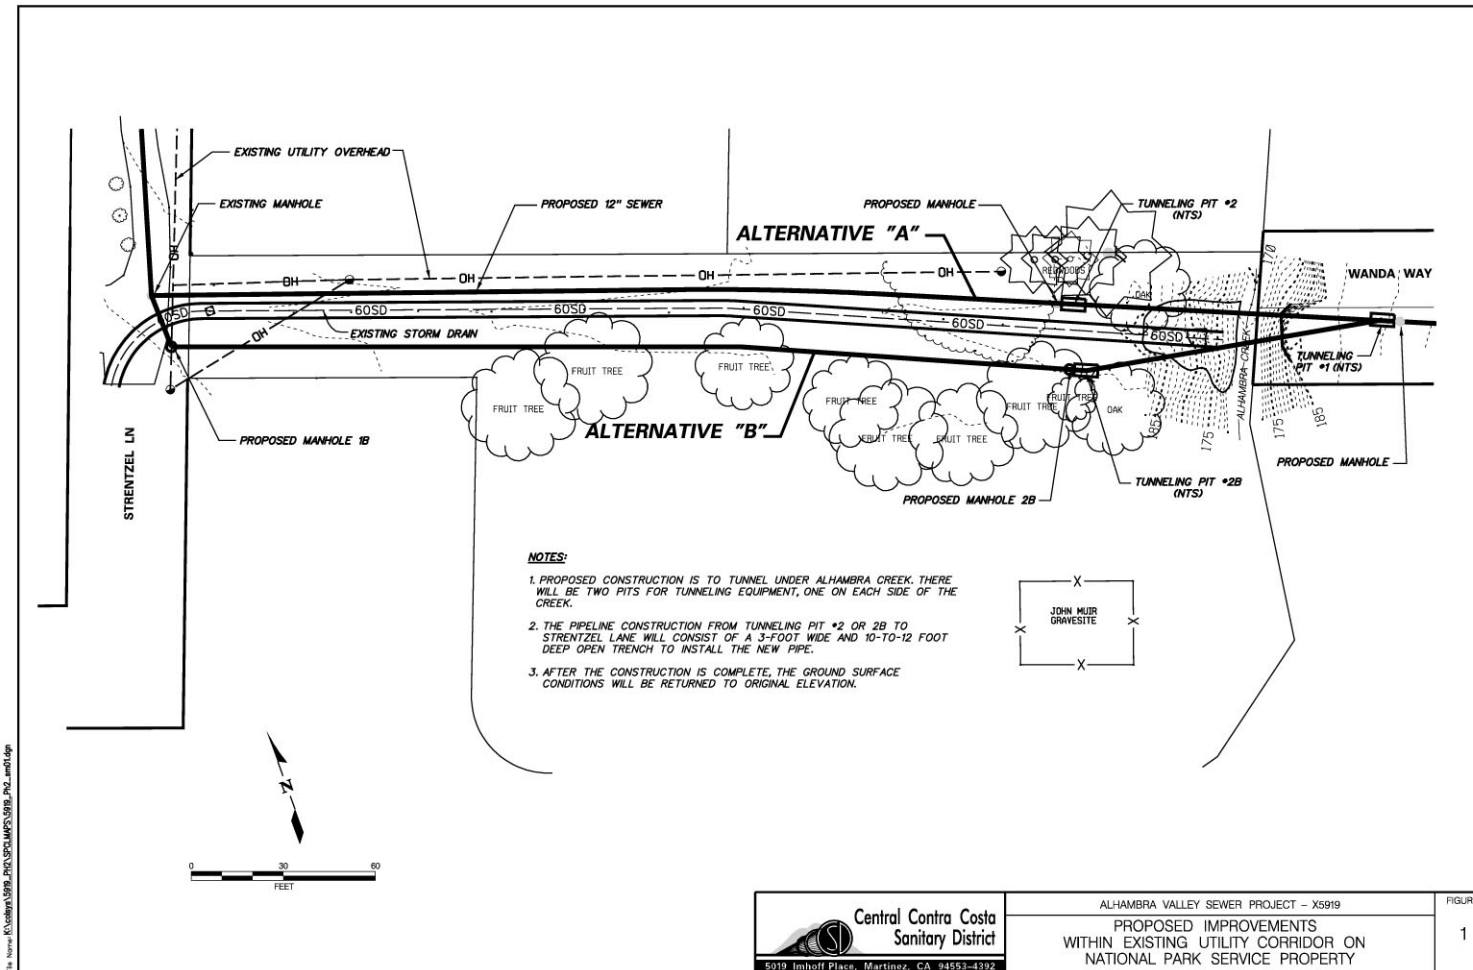 EXISTING UTILITY OVERHEAD
EXISTING MANHOLE
PROPOSED 12" SEWER
PROPOSED MANHOLE
TUNNELING PIT #2
(NTS)
ALTERNATIVE "A"
WANDA WAY
170
OH
OH
OH
OH
OH
OH
REDWOODS
OAK
60SD
60SD
60SD
60SD
60SD
60SD
EXISTING STORM DRAIN
TUNNELING
PIT #1 (NTS)
ALHAMBRA CREEK
FRUIT TREE
FRUIT TREE
FRUIT TREE
FRUIT TREE
FRUIT TREE
FRUIT TREE
FRUIT TREE
FRUIT TREE
OAK
185
175
175
185
ALTERNATIVE "B"
PROPOSED MANHOLE 1B
STRENTZEL LN
PROPOSED MANHOLE
TUNNELING PIT #2B
(NTS)
PROPOSED MANHOLE 2B
NOTES:
1. PROPOSED CONSTRUCTION IS TO TUNNEL UNDER ALHAMBRA CREEK. THERE
WILL BE TWO PITS FOR TUNNELING EQUIPMENT, ONE ON EACH SIDE OF THE
CREEK.
2. THE PIPELINE CONSTRUCTION FROM TUNNELING PIT #2 OR 2B TO
STRENTZEL LANE WILL CONSIST OF A 3-FOOT WIDE AND 10-TO-12 FOOT
DEEP OPEN TRENCH TO INSTALL THE NEW PIPE.
3. AFTER THE CONSTRUCTION IS COMPLETE, THE GROUND SURFACE
CONDITIONS WILL BE RETURNED TO ORIGINAL ELEVATION.
X
X
X
X
JOHN MUIR
GRAVESITE
N
0 30 60
FEET
Central Contra Costa
Sanitary District
5019 Imhoff Place, Martinez, CA 94553-4392
ALHAMBRA VALLEY SEWER PROJECT - X5919
PROPOSED IMPROVEMENTS
WITHIN EXISTING UTILITY CORRIDOR ON
NATIONAL PARK SERVICE PROPERTY
FIGUR
1